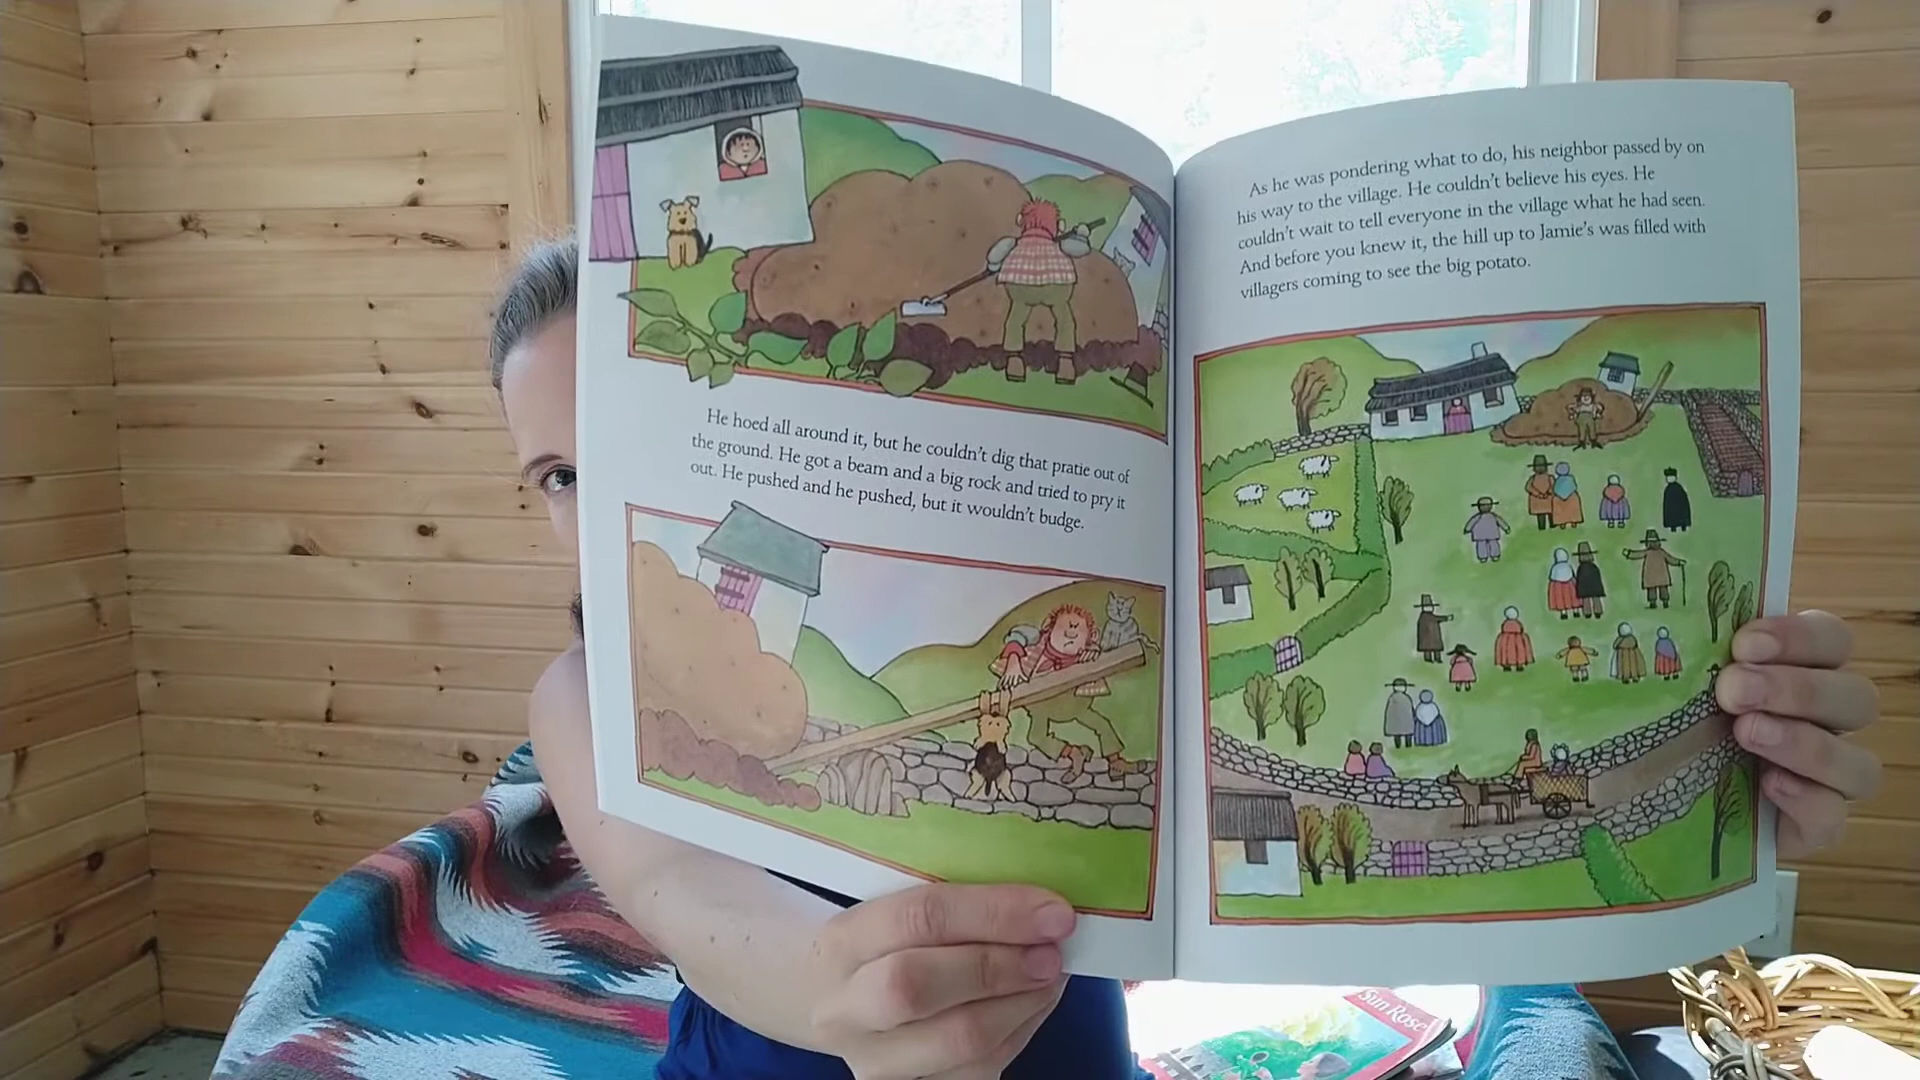 He hoed all around it, but he couldn't dig that pratie out of
the ground. He got a beam and a big rock and tried to pry it
out. He pushed and he pushed, but it wouldn't budge.
As he was pondering what to do, his neighbor passed by on
his way to the village. He couldn't believe his eyes. He
couldn't wait to tell everyone in the village what he had seen.
And before you knew it, the hill up to Jamie's was filled with
villagers coming to see the big potato.
Sun Rose